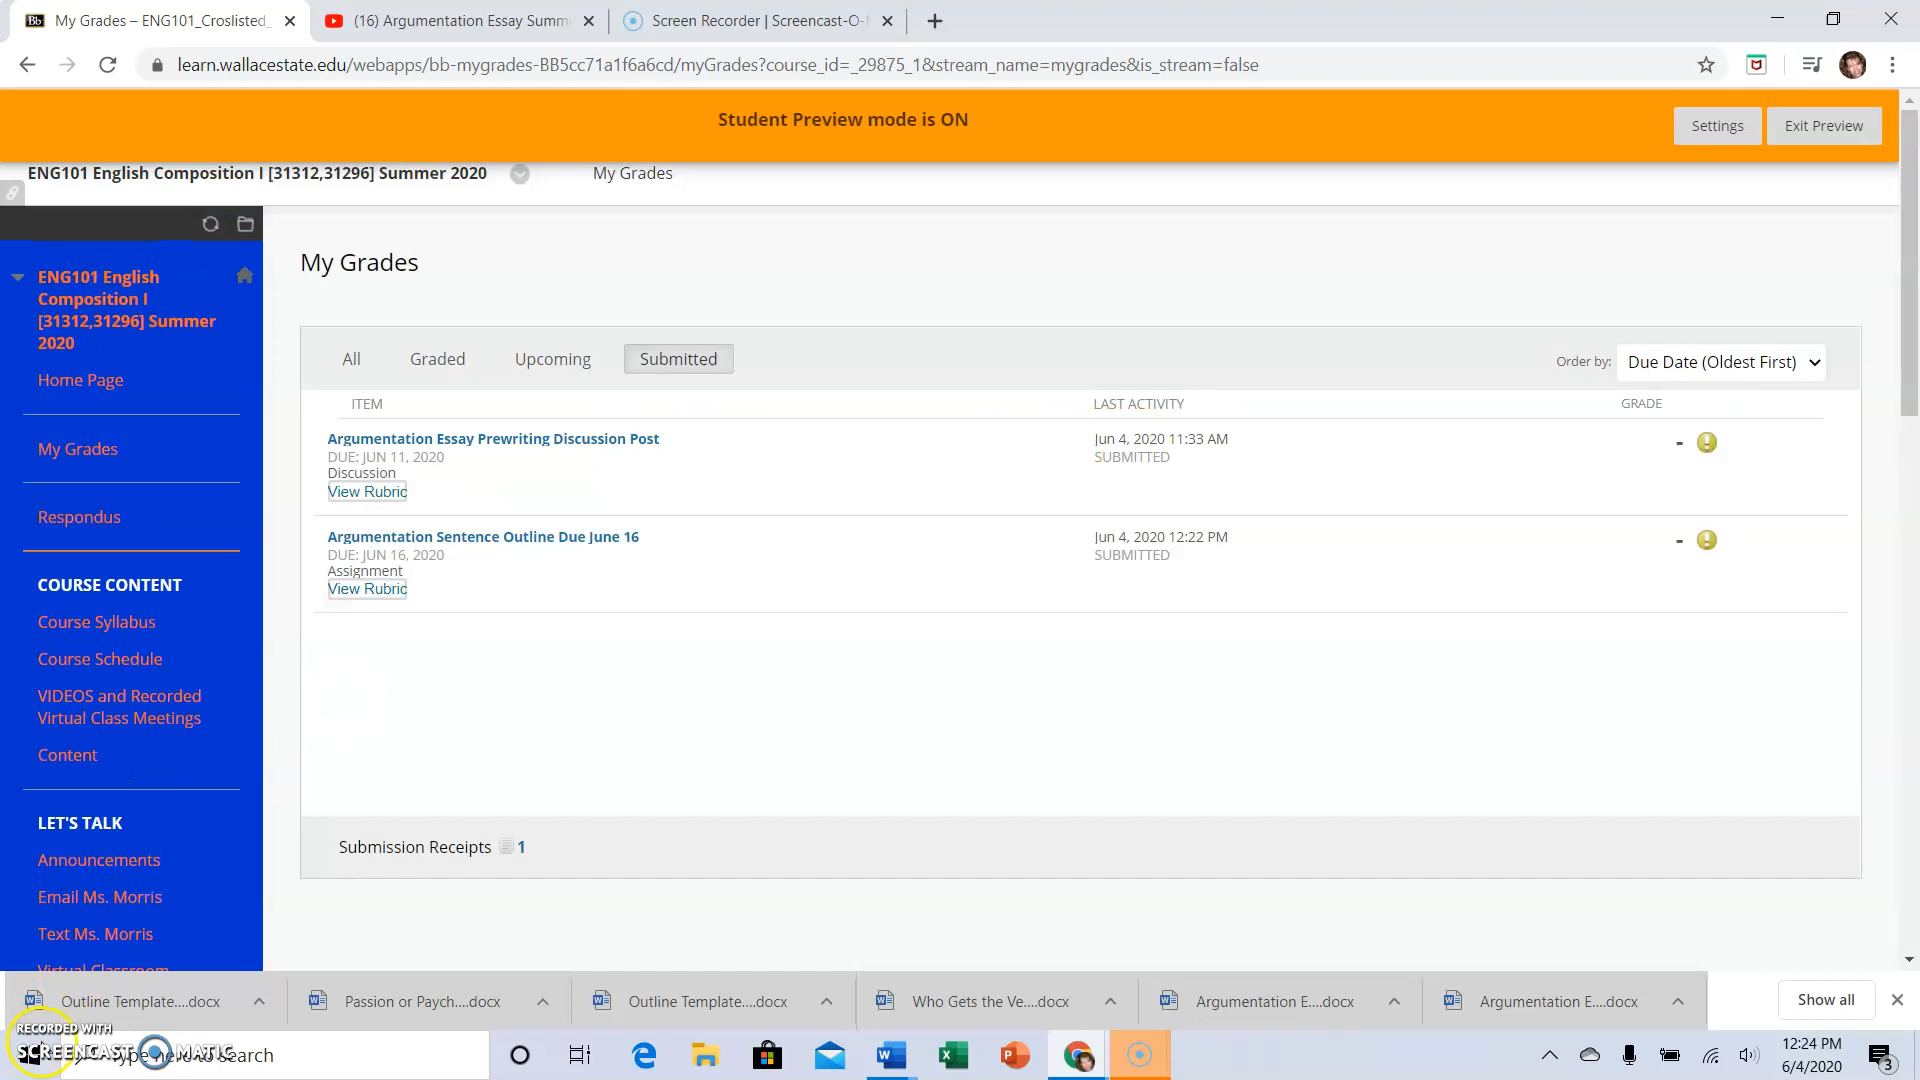 My Grades – ENG101_Croslisted_
(16) Argumentation Essay Summ
Screen Recorder | Screencast-O-
learn.wallacestate.edu/webapps/bb-mygrades-BB5cc71a1f6a6cd/myGrades?course_id=_29875_1&stream_name=mygrades&is_stream=false
Student Preview mode is ON
Settings
Exit Preview
ENG101 English Composition I [31312,31296] Summer 2020
My Grades
ENG101 English
Composition I
[31312,31296] Summer
2020
Home Page
My Grades
Respondus
COURSE CONTENT
Course Syllabus
Course Schedule
VIDEOS and Recorded
Virtual Class Meetings
Content
LET'S TALK
Announcements
Email Ms. Morris
Text Ms. Morris
Virtual Classroom
My Grades
All
Graded
Upcoming
Submitted
Order by:
Due Date (Oldest First)
ITEM
LAST ACTIVITY
GRADE
Argumentation Essay Prewriting Discussion Post
DUE: JUN 11, 2020
Discussion
View Rubric
Jun 4, 2020 11:33 AM
SUBMITTED
-
Argumentation Sentence Outline Due June 16
DUE: JUN 16, 2020
Assignment
View Rubric
Jun 4, 2020 12:22 PM
SUBMITTED
-
Submission Receipts 1
Outline Template....docx
Passion or Paych....docx
Outline Template....docx
Who Gets the Ve....docx
Argumentation E....docx
Argumentation E....docx
Show all
RECORDED WITH
SCREENCAST MATIC
Type here to search
12:24 PM
6/4/2020
3